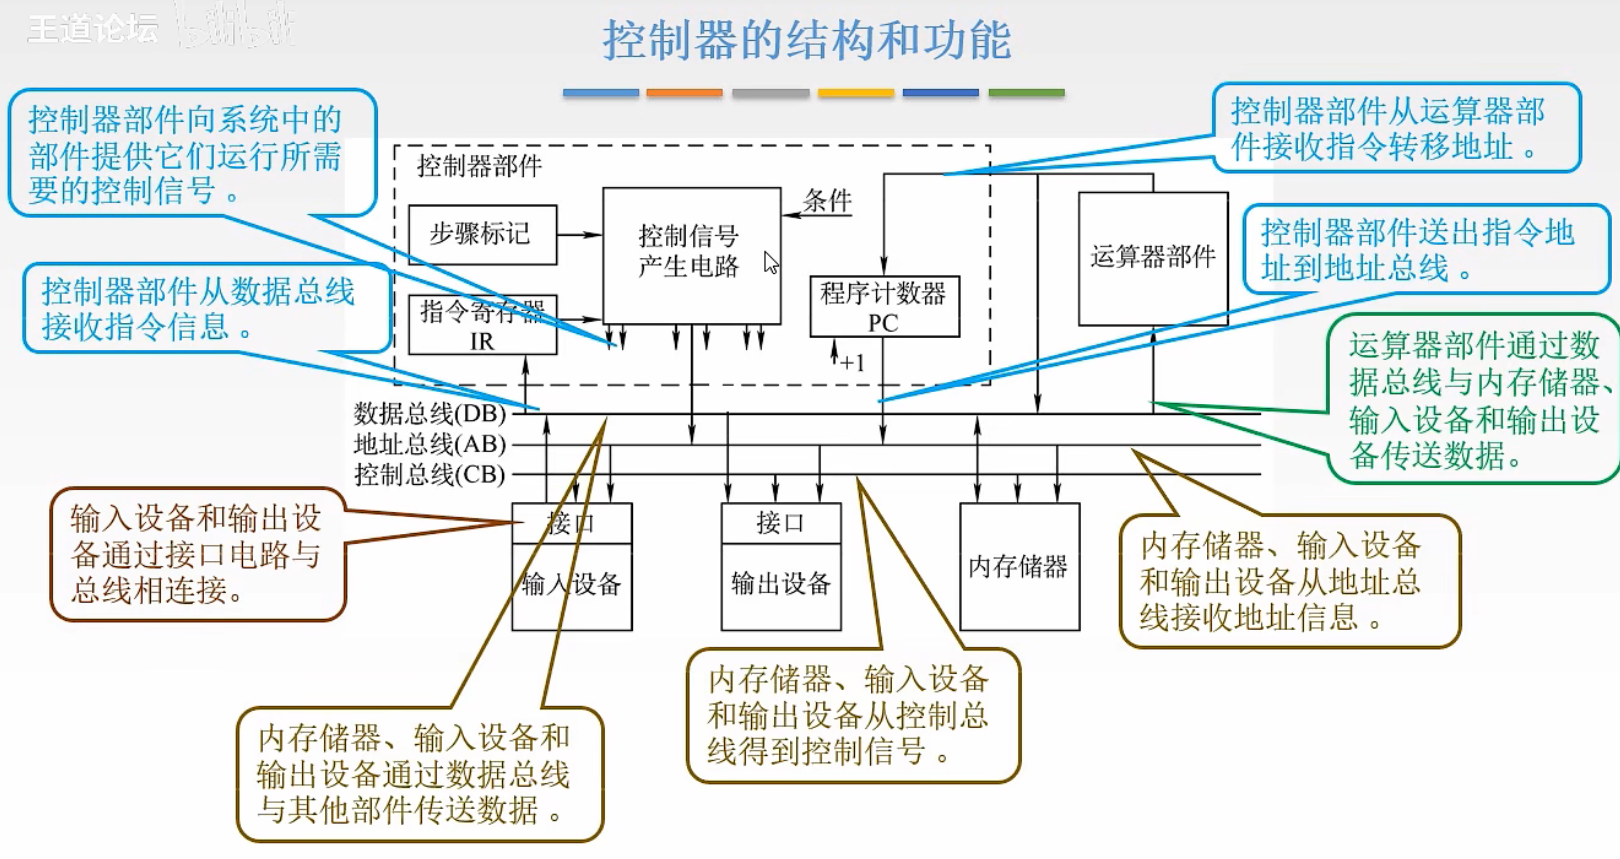 王道论坛 bilibili
控制器的结构和功能
控制器部件向系统中的
部件提供它们运行所需
要的控制信号。
控制器部件从数据总线
接收指令信息。
控制器部件
步骤标记
指令寄存器
IR
控制信号
产生电路
条件
程序计数器
PC
+1
运算器部件
控制器部件从运算器部
件接收指令转移地址。
控制器部件送出指令地
址到地址总线。
运算器部件通过数
据总线与内存储器、
输入设备和输出设
备传送数据。
数据总线(DB)
地址总线(AB)
控制总线(CB)
输入设备和输出设
备通过接口电路与
总线相连接。
接口
输入设备
接口
输出设备
内存储器
内存储器、输入设备
和输出设备从地址总
线接收地址信息。
内存储器、输入设备
和输出设备从控制总
线得到控制信号。
内存储器、输入设备和
输出设备通过数据总线
与其他部件传送数据。